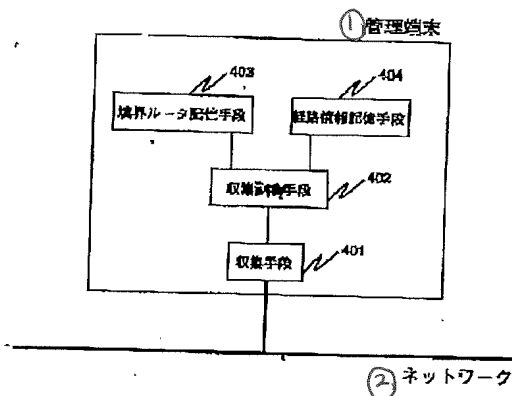 ① 管理端末
403
404
境界ルータ記憶手段
経路情報記憶手段
402
収集制御手段
401
収集手段
② ネットワーク